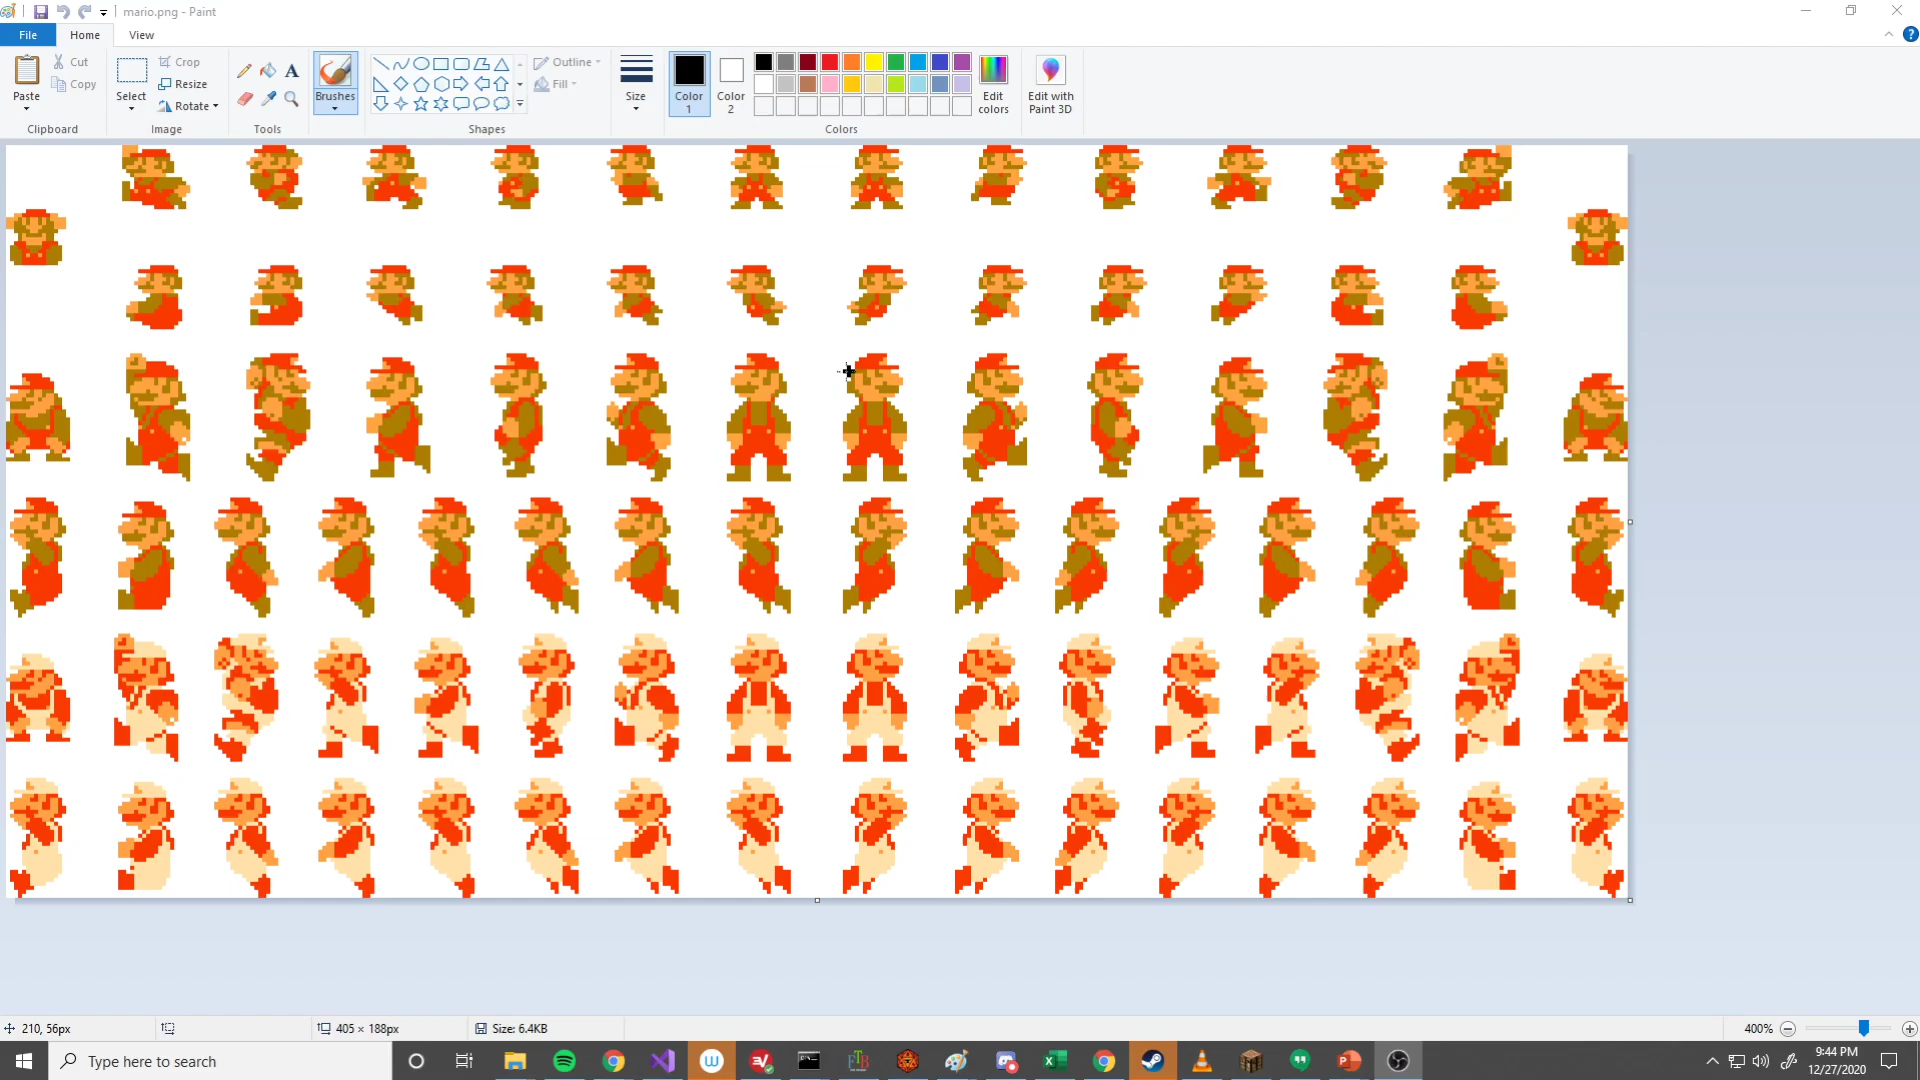 mario.png - Paint
File Home View
Paste
Cut
Copy
Clipboard
Select
Crop
Resize
Rotate
Image
A
Tools
Brushes
Shapes
Outline
Fill
Size
Color 1
Color 2
Edit colors
Colors
Edit with Paint 3D
?
210, 56px
405 × 188px
Size: 6.4KB
400%
Type here to search
W
FTB
9:44 PM
12/27/2020